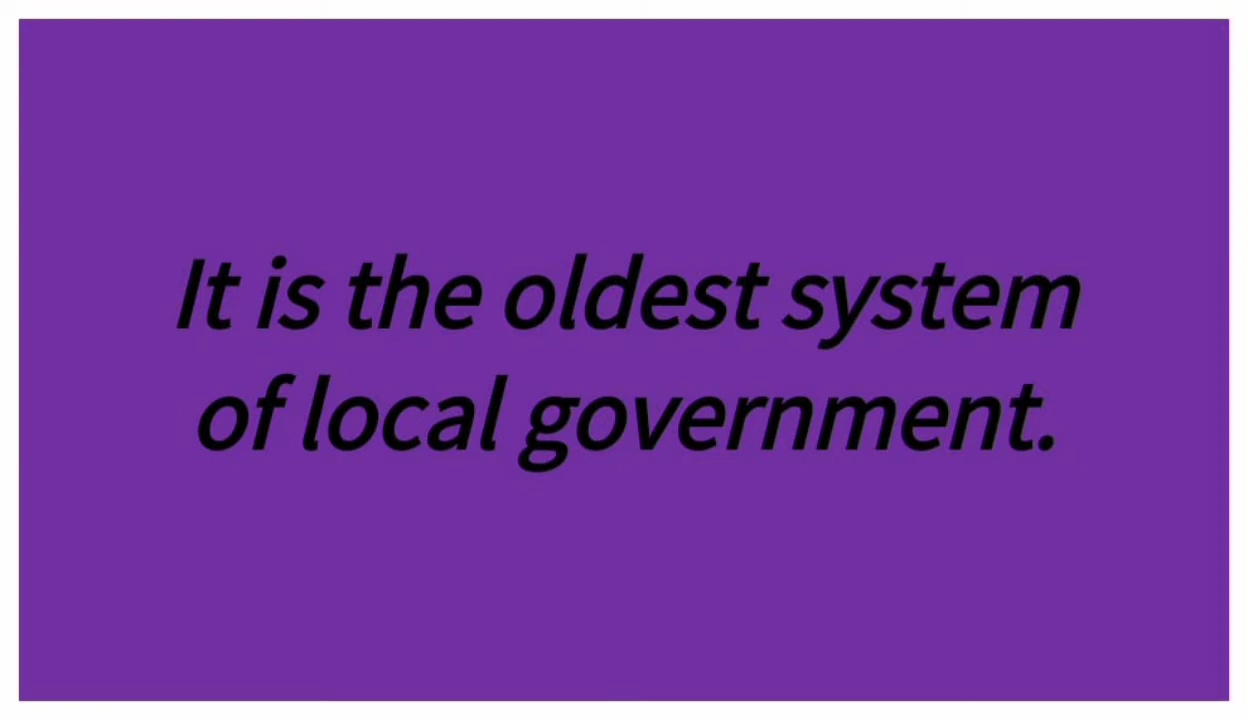 It is the oldest system
of local government.